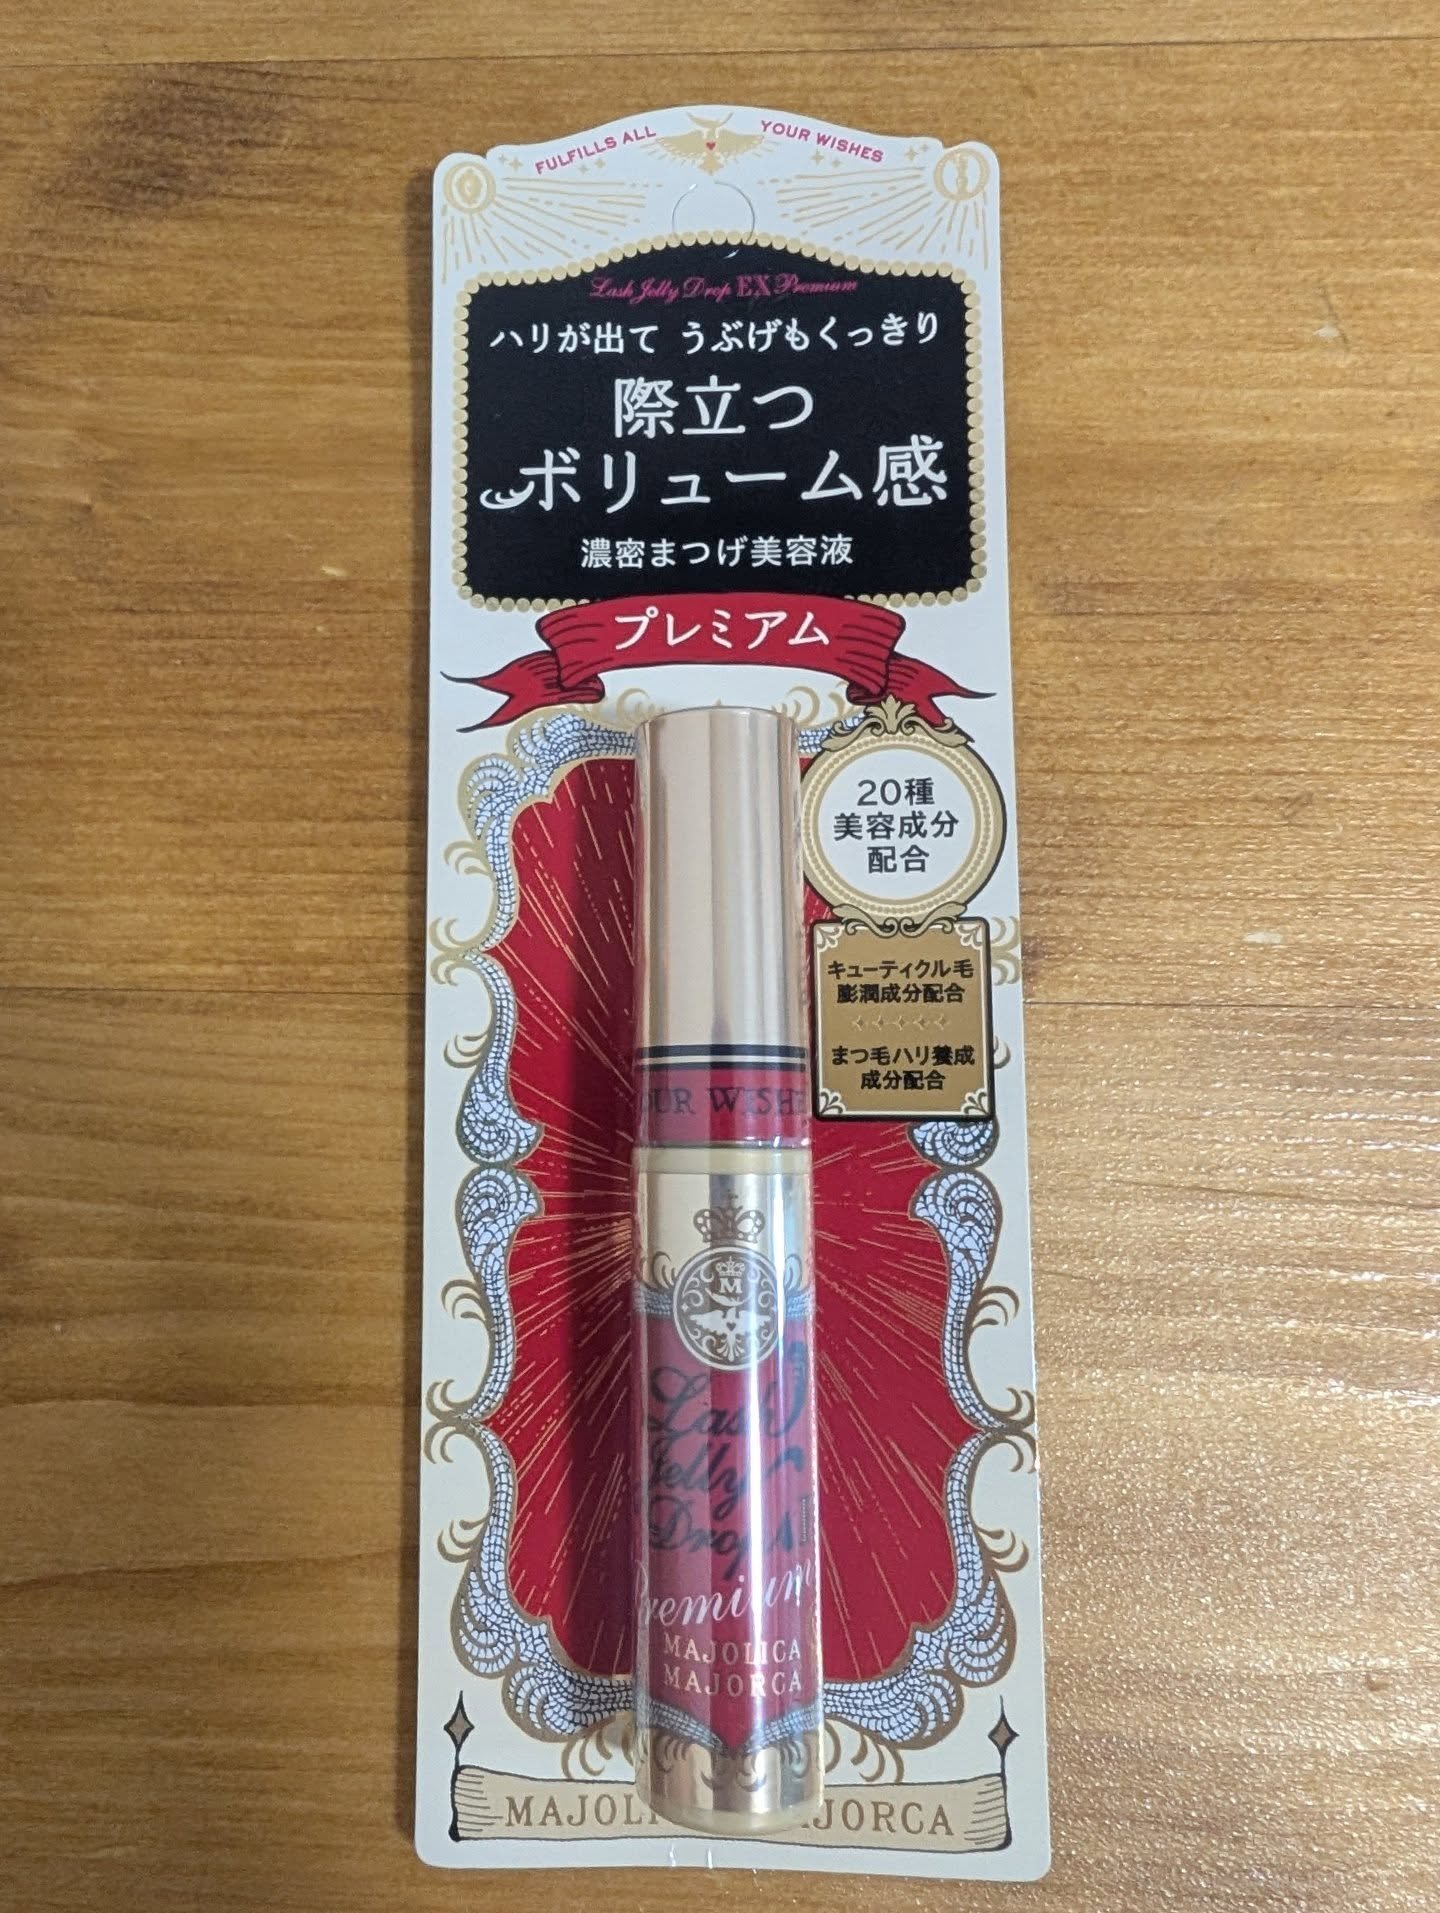 FULFILLS ALL YOUR WISHES
Lash Jelly Drop EX Premium
ハリが出て うぶげもくっきり
際立つ
ボリューム感
濃密まつげ美容液
プレミアム
20種
美容成分
配合
キューティクル毛
膨潤成分配合
まつ毛ハリ養成
成分配合
OUR WISHE
M
Lash
Jelly
Drops
Premium
MAJOLICA
MAJORCA
MAJOLI JORCA